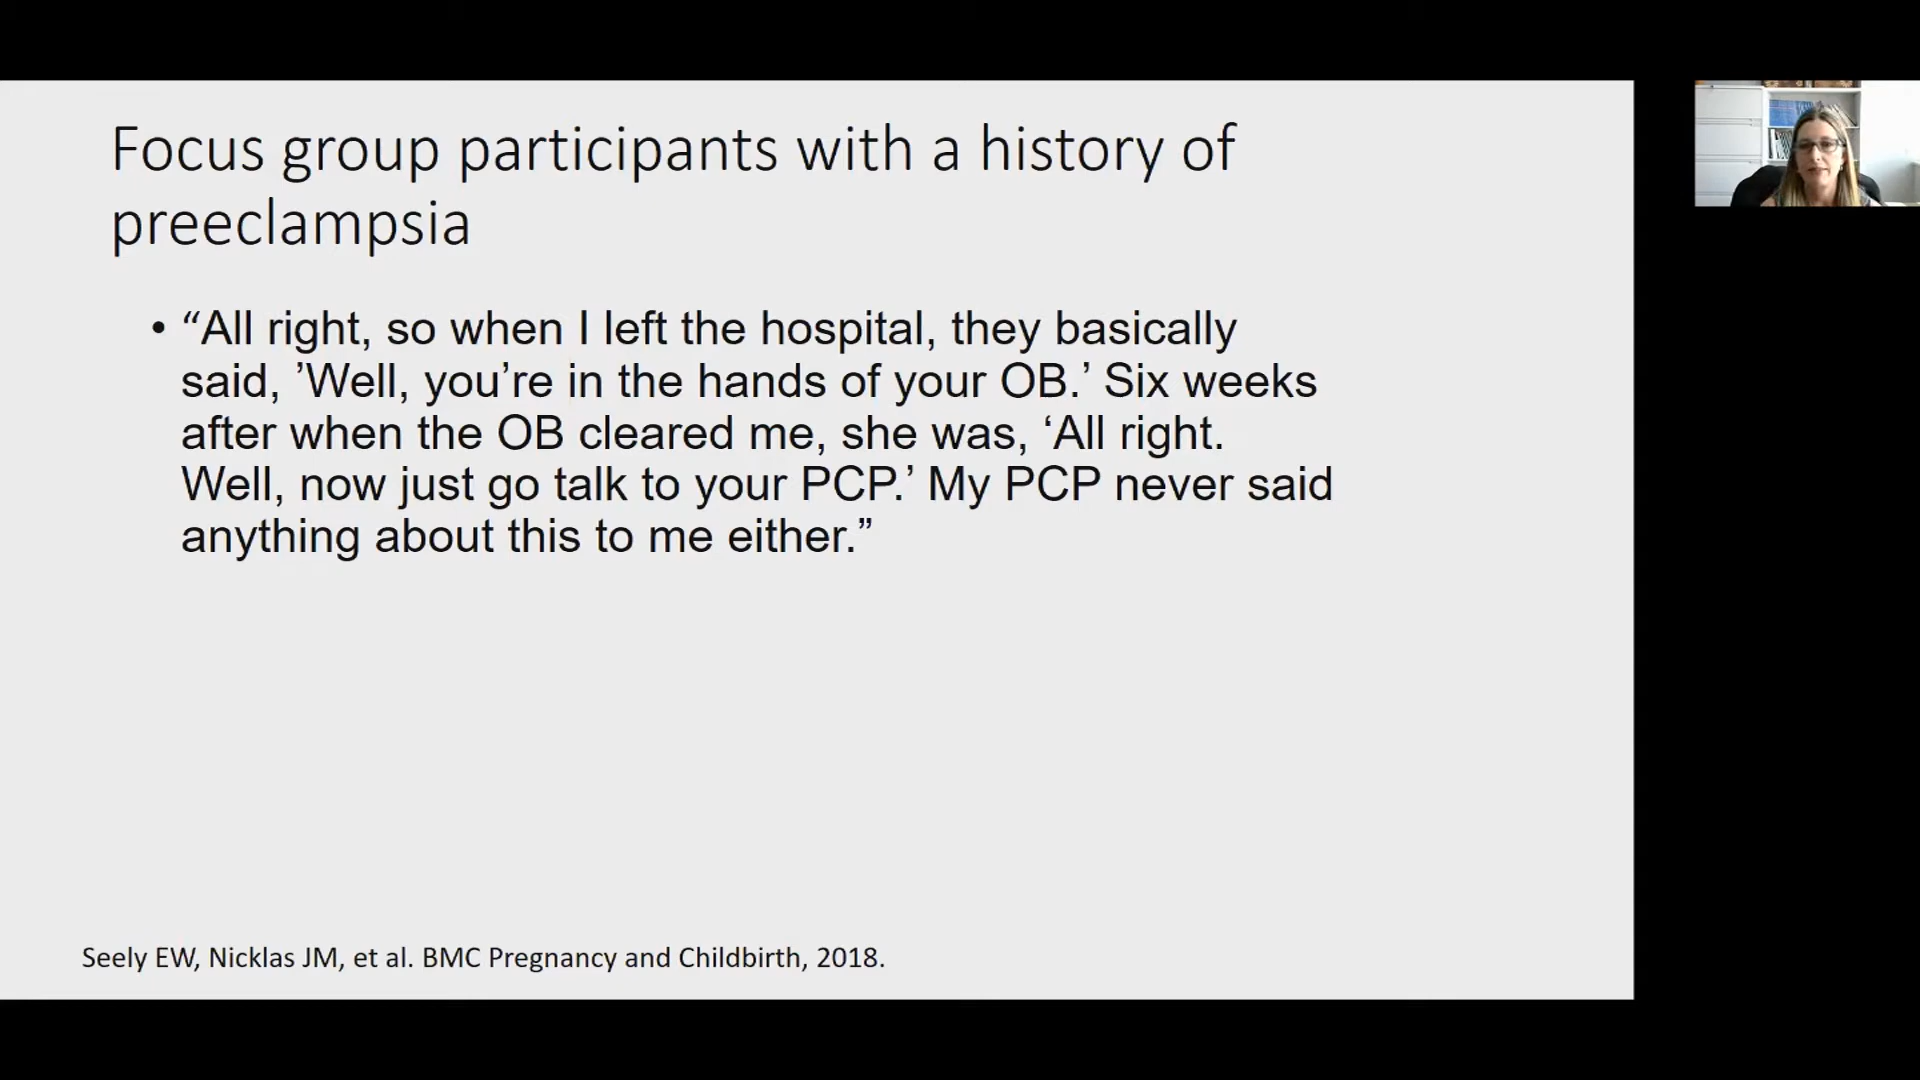 Focus group participants with a history of
preeclampsia
• “All right, so when I left the hospital, they basically
said, ’Well, you’re in the hands of your OB.’ Six weeks
after when the OB cleared me, she was, ‘All right.
Well, now just go talk to your PCP.’ My PCP never said
anything about this to me either.”
Seely EW, Nicklas JM, et al. BMC Pregnancy and Childbirth, 2018.